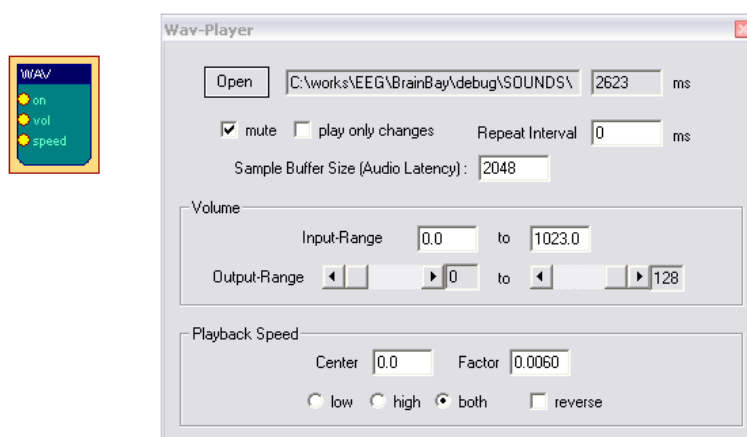 Wav-Player
WAV
on
vol
speed
Open C:\works\EEG\BrainBay\debug\SOUNDS\ 2623 ms
mute play only changes Repeat Interval 0 ms
Sample Buffer Size (Audio Latency) : 2048
Volume
Input-Range 0.0 to 1023.0
Output-Range 0 to 128
Playback Speed
Center 0.0 Factor 0.0060
low high both reverse